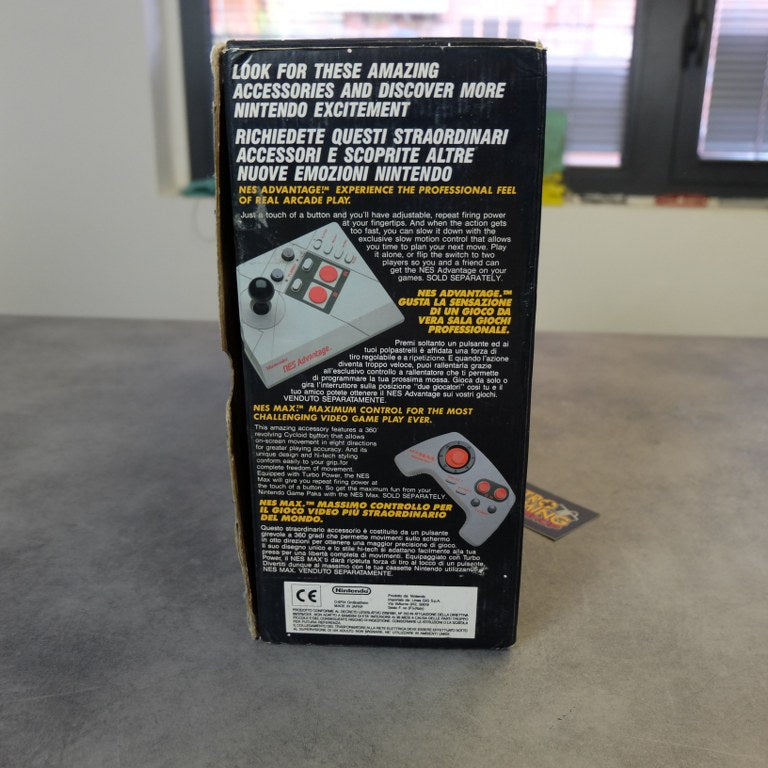 LOOK FOR THESE AMAZING
ACCESSORIES AND DISCOVER MORE
NINTENDO EXCITEMENT
RICHIEDETE QUESTI STRAORDINARI
ACCESSORI E SCOPRITE ALTRE
NUOVE EMOZIONI NINTENDO
NES ADVANTAGE.™ EXPERIENCE THE PROFESSIONAL FEEL
OF REAL ARCADE PLAY.
Just a touch of a button and you'll have adjustable, repeat firing power
at your fingertips. And when the action gets
too fast, you can slow it down with the
exclusive slow motion control that allows
you time to plan your next move. Play
it alone, or flip the switch to two
players so you and a friend can
get the NES Advantage on your
games. SOLD SEPARATELY.
Nintendo
NES Advantage.
NES ADVANTAGE.™
GUSTA LA SENSAZIONE
DI UN GIOCO DA
VERA SALA GIOCHI
PROFESSIONALE.
Premi soltanto un pulsante ed ai
tuoi polpastrelli è affidata una forza di
tiro regolabile e a ripetizione. E quando l'azione
diventa troppo veloce, puoi rallentarla grazie
all'esclusivo controllo a rallentatore che ti permette
di programmare la tua prossima mossa. Gioca da solo o
gira l'interruttore sulla posizione "due giocatori" così tu e il
tuo amico potete ottenere il NES Advantage sui vostri giochi.
VENDUTO SEPARATAMENTE.
NES MAX.™ MAXIMUM CONTROL FOR THE MOST
CHALLENGING VIDEO GAME PLAY EVER.
This amazing accessory features a 360°
revolving Cycloid button that allows
on-screen movement in eight directions
for greater playing accuracy. And its
unique design and hi-tech styling
conform easily to your grip for
complete freedom of movement.
Equipped with Turbo Power, the NES
Max will give you repeat firing power at
the touch of a button. So get the maximum fun from your
Nintendo Game Paks with the NES Max. SOLD SEPARATELY.
NES MAX.™ MASSIMO CONTROLLO PER
IL GIOCO VIDEO PIÙ STRAORDINARIO
DEL MONDO.
Questo straordinario accessorio è costituito da un pulsante
girevole a 360 gradi che permette movimenti sullo schermo
in otto direzioni per ottenere una maggior precisione di gioco.
Il suo disegno unico e lo stile hi-tech si adattano facilmente alla tua
presa per una libertà completa di movimenti. Equipaggiato con Turbo
Power, il NES MAX ti darà ripetuta forza di tiro al tocco di un pulsante.
Divertiti dunque al massimo con le tue cassette Nintendo utilizzando
NES MAX. VENDUTO SEPARATAMENTE.
CE
Nintendo
MADE IN JAPAN
Prodotto da: Nintendo